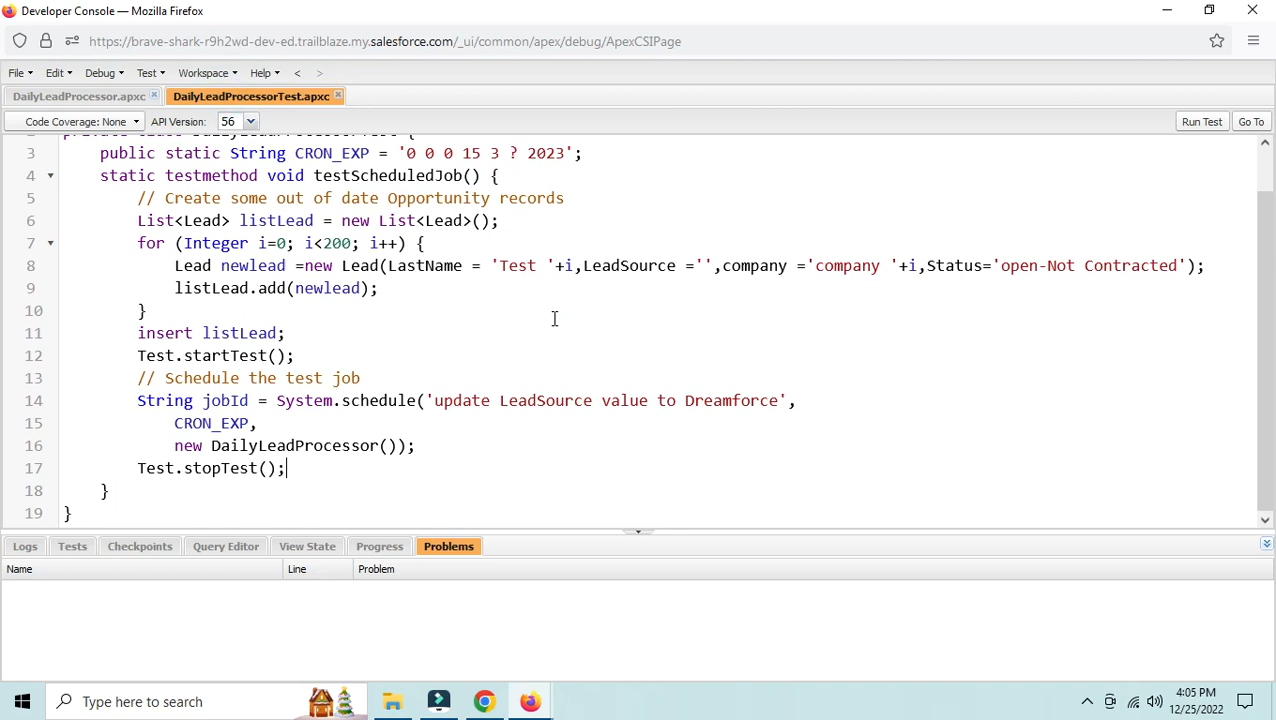 Developer Console — Mozilla Firefox
https://brave-shark-r9h2wd-dev-ed.trailblaze.my.salesforce.com/_ui/common/apex/debug/ApexCSIPage
File Edit Debug Test Workspace Help < >
DailyLeadProcessor.apxc DailyLeadProcessorTest.apxc
Code Coverage: None API Version: 56 Run Test Go To
3 public static String CRON_EXP = '0 0 0 15 3 ? 2023';
4 static testmethod void testScheduledJob() {
5 // Create some out of date Opportunity records
6 List<Lead> listLead = new List<Lead>();
7 for (Integer i=0; i<200; i++) {
8 Lead newlead =new Lead(LastName = 'Test '+i,LeadSource ='',company ='company '+i,Status='open-Not Contracted');
9 listLead.add(newlead);
10 }
11 insert listLead;
12 Test.startTest();
13 // Schedule the test job
14 String jobId = System.schedule('update LeadSource value to Dreamforce',
15 CRON_EXP,
16 new DailyLeadProcessor());
17 Test.stopTest();
18 }
19 }
Logs Tests Checkpoints Query Editor View State Progress Problems
Name Line Problem
Type here to search
4:05 PM
12/25/2022